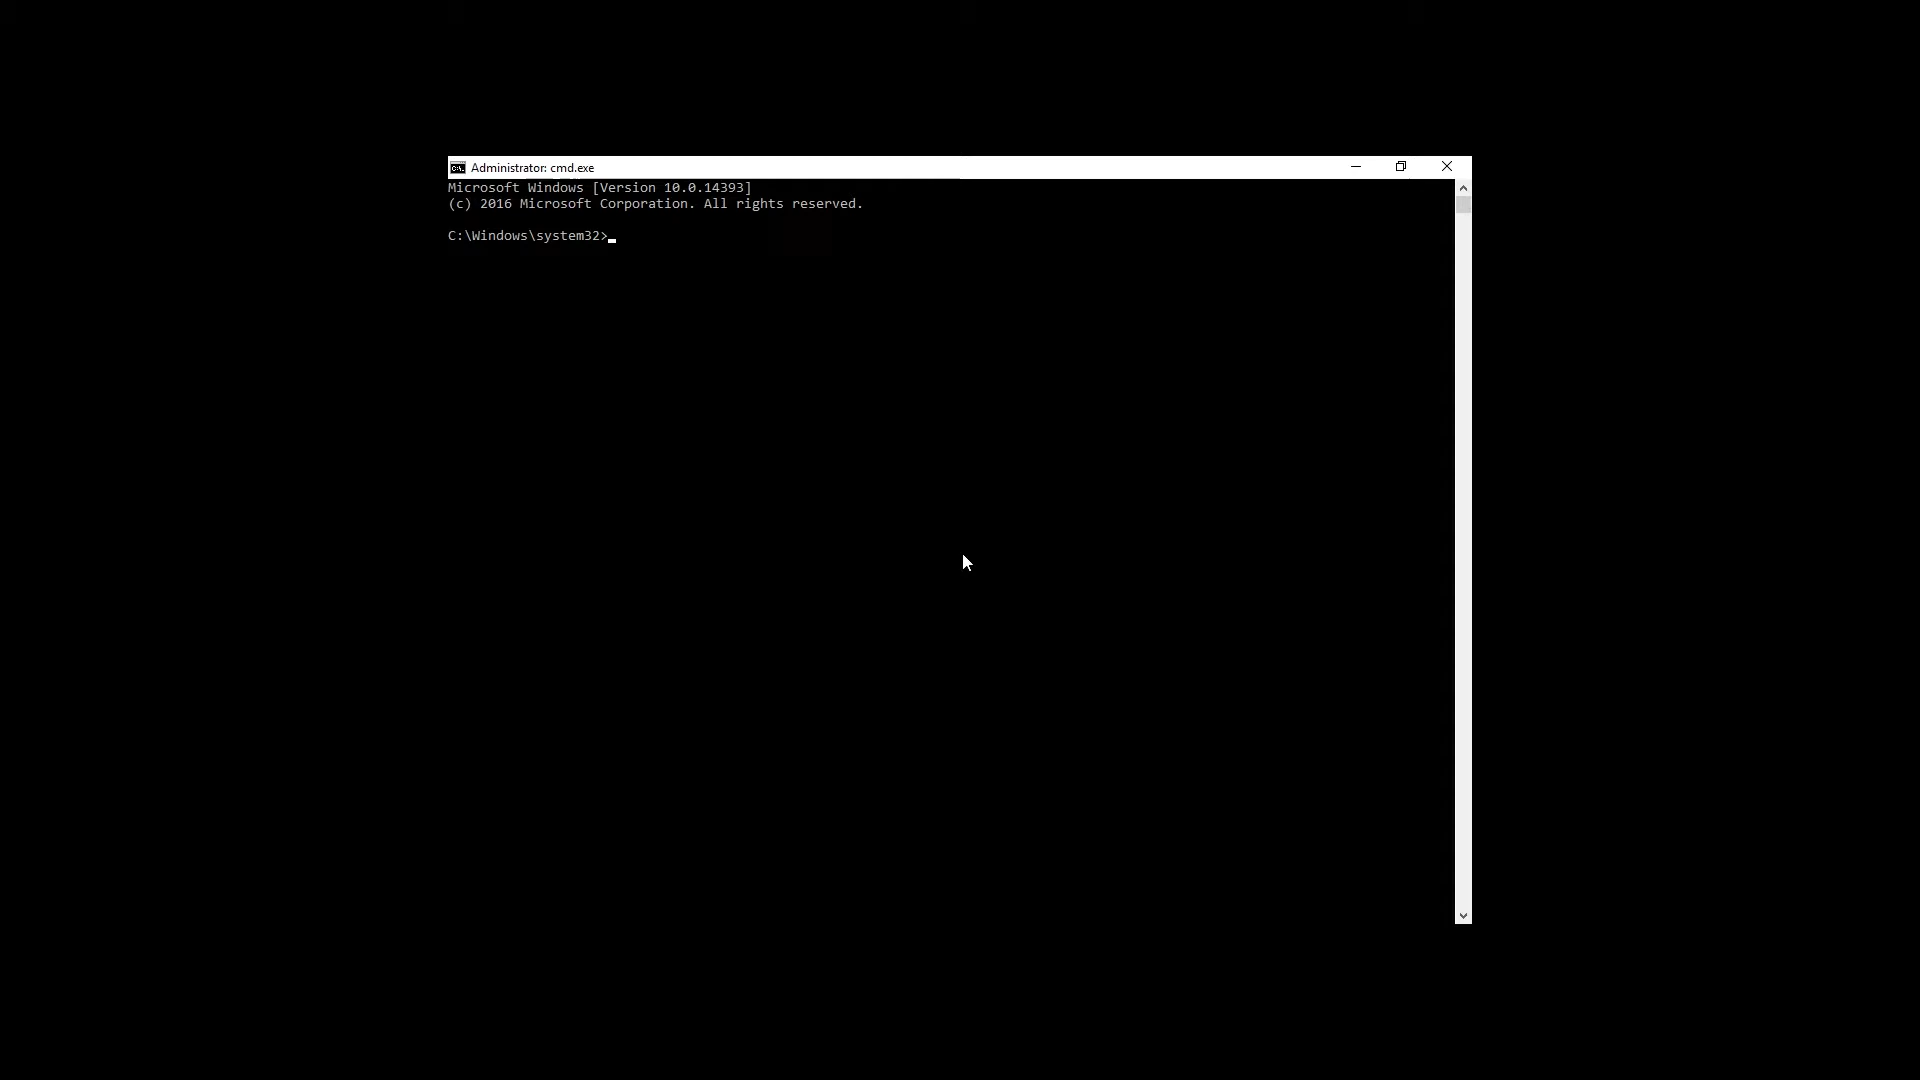 Administrator: cmd.exe
Microsoft Windows [Version 10.0.14393]
(c) 2016 Microsoft Corporation. All rights reserved.
C:\Windows\system32>